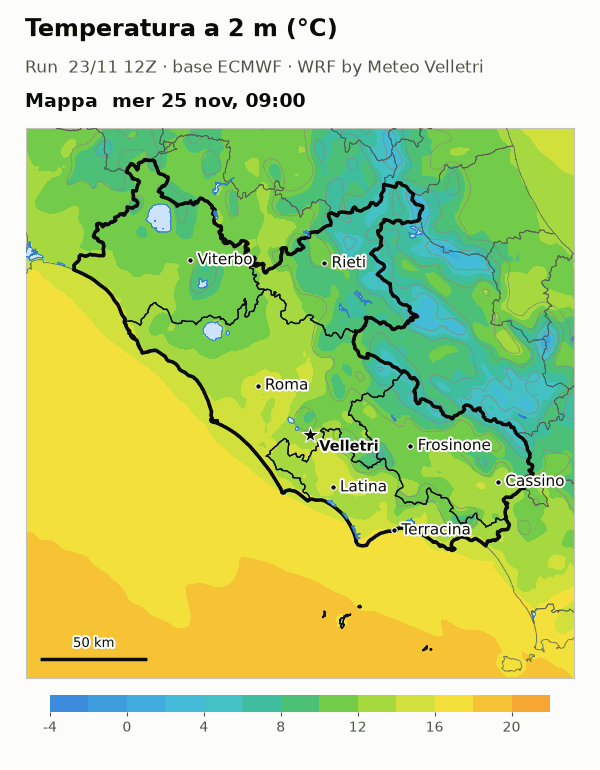 Temperatura a 2 m (°C)
Run  23/11 12Z · base ECMWF · WRF by Meteo Velletri
Mappa  mer 25 nov, 09:00
Viterbo
Rieti
Roma
Velletri
Frosinone
Cassino
Latina
Terracina
50 km
-4 0 4 8 12 16 20